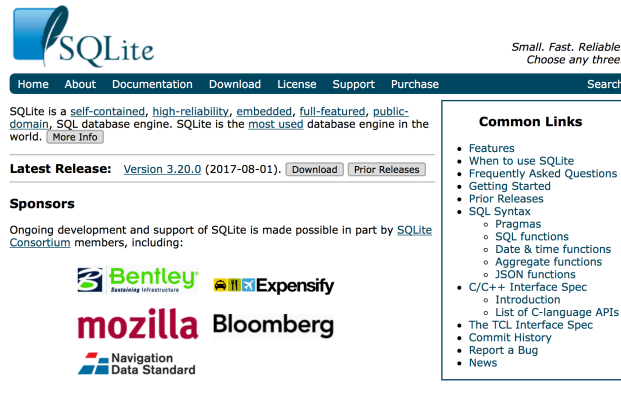 SQLite
Small. Fast. Reliable
Choose any three
Home About Documentation Download License Support Purchase Search
SQLite is a self-contained, high-reliability, embedded, full-featured, public-
domain, SQL database engine. SQLite is the most used database engine in the
world. More Info
Latest Release: Version 3.20.0 (2017-08-01). Download Prior Releases
Sponsors
Ongoing development and support of SQLite is made possible in part by SQLite
Consortium members, including:
Bentley
Sustaining Infrastructure
Expensify
mozilla
Bloomberg
Navigation
Data Standard
Common Links
Features
When to use SQLite
Frequently Asked Questions
Getting Started
Prior Releases
SQL Syntax
Pragmas
SQL functions
Date & time functions
Aggregate functions
JSON functions
C/C++ Interface Spec
Introduction
List of C-language APIs
The TCL Interface Spec
Commit History
Report a Bug
News